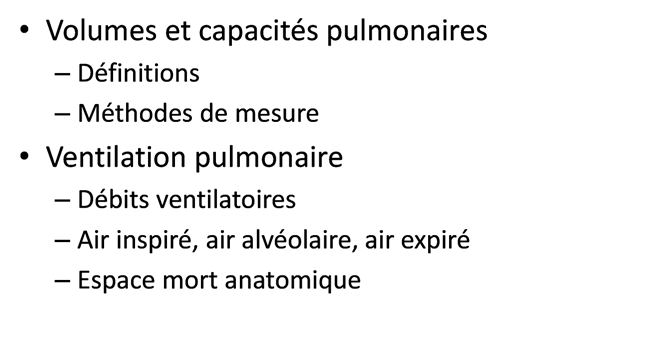 • Volumes et capacités pulmonaires
– Définitions
– Méthodes de mesure
• Ventilation pulmonaire
– Débits ventilatoires
– Air inspiré, air alvéolaire, air expiré
– Espace mort anatomique